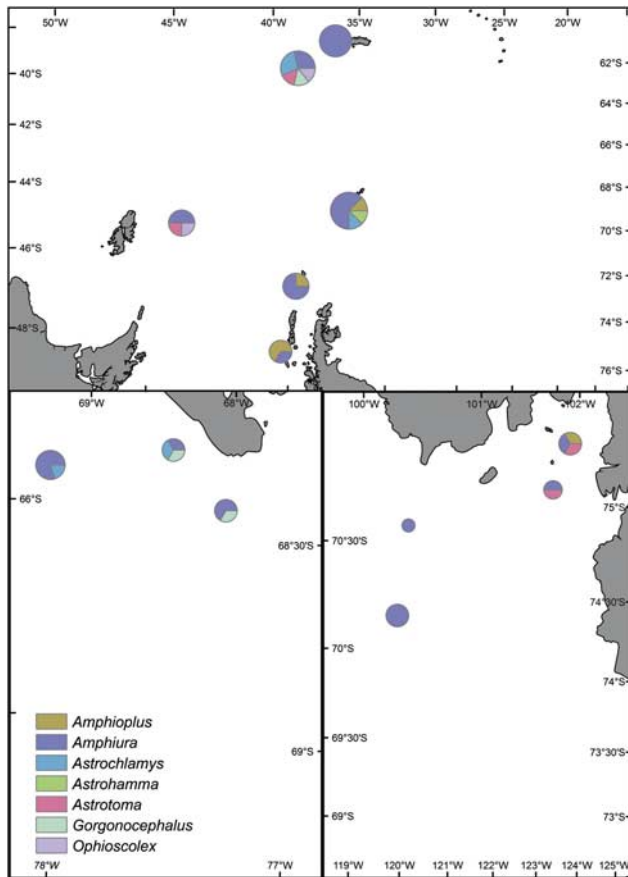 50°W 45°W 40°W 35°W 30°W 25°W 20°W
40°S
42°S
44°S
46°S
48°S
62°S
64°S
66°S
68°S
70°S
72°S
74°S
76°S
69°W 68°W
66°S
68°30'S
69°S
69°S
78°W 77°W
Amphioplus
Amphiura
Astrochlamys
Astrohamma
Astrotoma
Gorgonocephalus
Ophioscolex
100°W 101°W 102°W
70°30'S
70°S
69°30'S
75°S
74°30'S
74°S
73°30'S
73°S
119°W 120°W 121°W 122°W 123°W 124°W 125°W